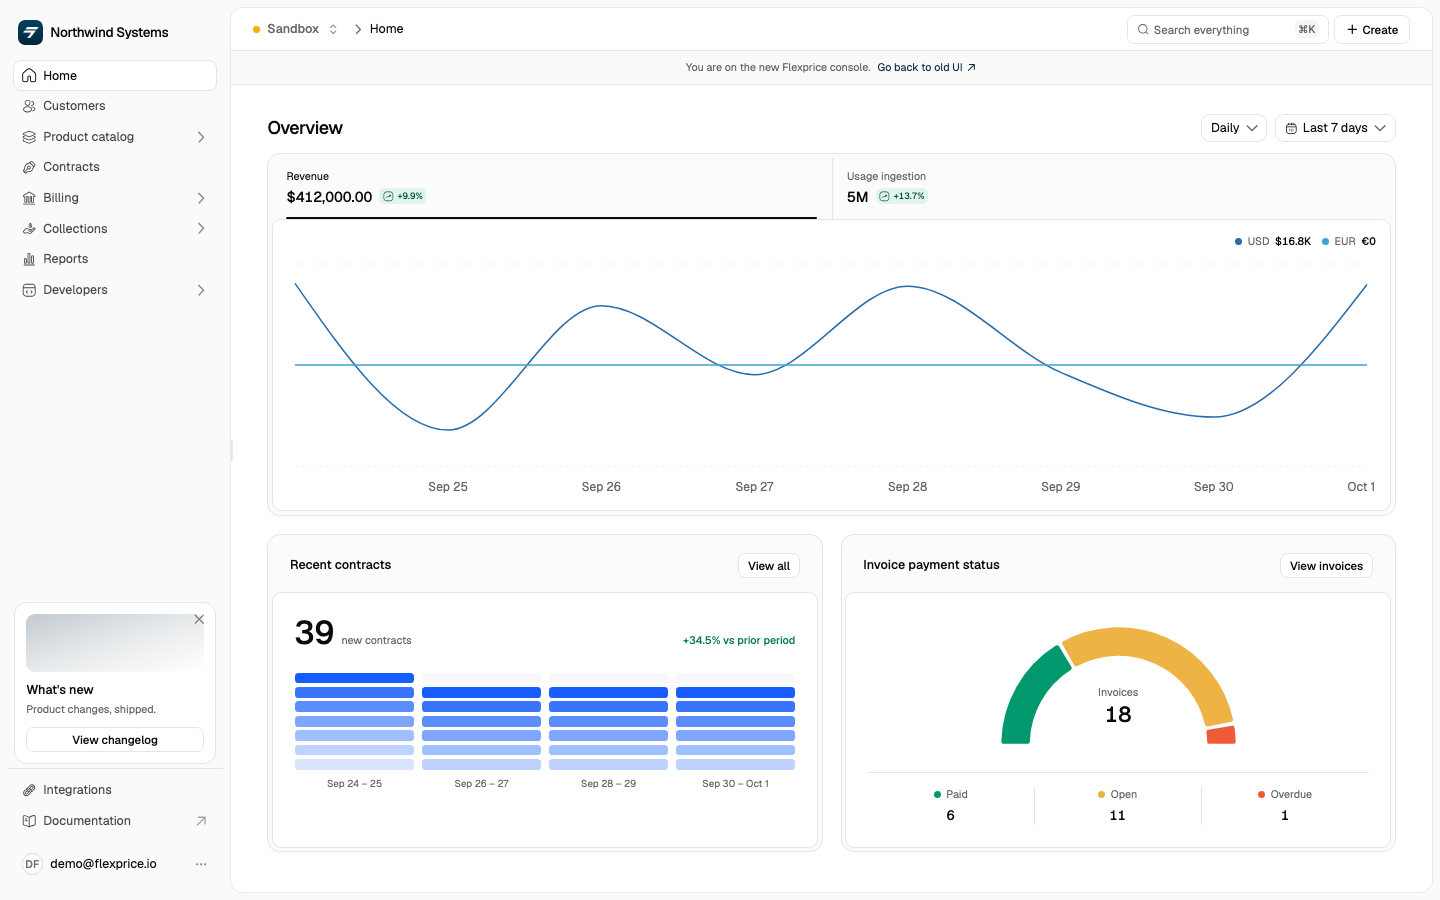 Northwind Systems
Home
Customers
Product catalog
Contracts
Billing
Collections
Reports
Developers
What's new
Product changes, shipped.
View changelog
Integrations
Documentation
DF demo@flexprice.io
Sandbox Home
Search everything ⌘K
Create
You are on the new Flexprice console. Go back to old UI
Overview
Daily
Last 7 days
Revenue
$412,000.00 +9.9%
Usage ingestion
5M +13.7%
USD $16.8K EUR €0
Sep 25 Sep 26 Sep 27 Sep 28 Sep 29 Sep 30 Oct 1
Recent contracts
View all
39 new contracts
+34.5% vs prior period
Sep 24 – 25 Sep 26 – 27 Sep 28 – 29 Sep 30 – Oct 1
Invoice payment status
View invoices
Invoices
18
Paid
6
Open
11
Overdue
1